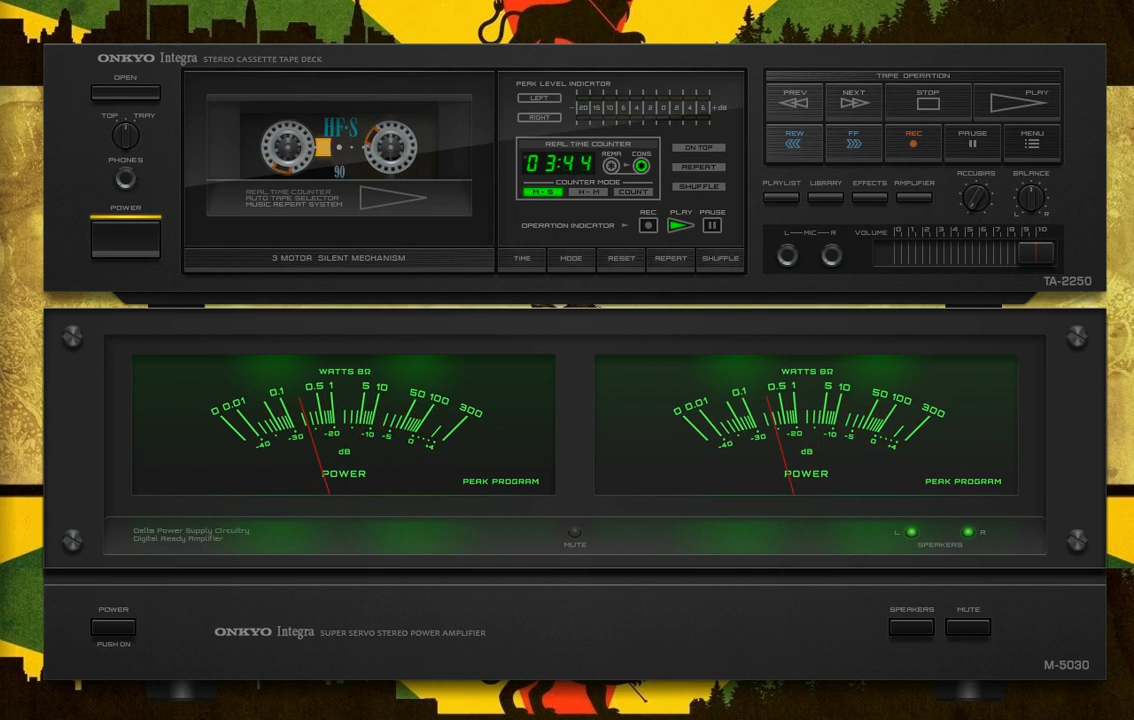 ONKYO Integra STEREO CASSETTE TAPE DECK
OPEN
TOP TRAY
PHONES
POWER
HF-S
90
REAL TIME COUNTER
AUTO TAPE SELECTOR
MUSIC REPEAT SYSTEM
3 MOTOR SILENT MECHANISM
PEAK LEVEL INDICATOR
LEFT
- 20 15 10 6 4 2 0 2 4 6 +dB
RIGHT
REAL TIME COUNTER
03:44
REMA CONS
COUNTER MODE
M - S H - M COUNT
ON TOP
REPEAT
SHUFFLE
OPERATION INDICATOR
REC PLAY PAUSE
TIME MODE RESET REPEAT SHUFFLE
TAPE OPERATION
PREV NEXT STOP PLAY
REW FF REC PAUSE MENU
PLAYLIST LIBRARY EFFECTS AMPLIFIER
ACCUBIAS BALANCE
L R
L MIC R
VOLUME 0 1 2 3 4 5 6 7 8 9 10
TA-2250
WATTS 8Ω
0 0.01 0.1 0.5 1 5 10 50 100 300
-40 -30 -20 -10 -5 0 +4
dB
POWER
PEAK PROGRAM
WATTS 8Ω
0 0.01 0.1 0.5 1 5 10 50 100 300
-40 -30 -20 -10 -5 0 +4
dB
POWER
PEAK PROGRAM
Delta Power Supply Circuitry
Digital Ready Amplifier
MUTE
L R
SPEAKERS
POWER
PUSH ON
ONKYO Integra SUPER SERVO STEREO POWER AMPLIFIER
SPEAKERS MUTE
M-5030